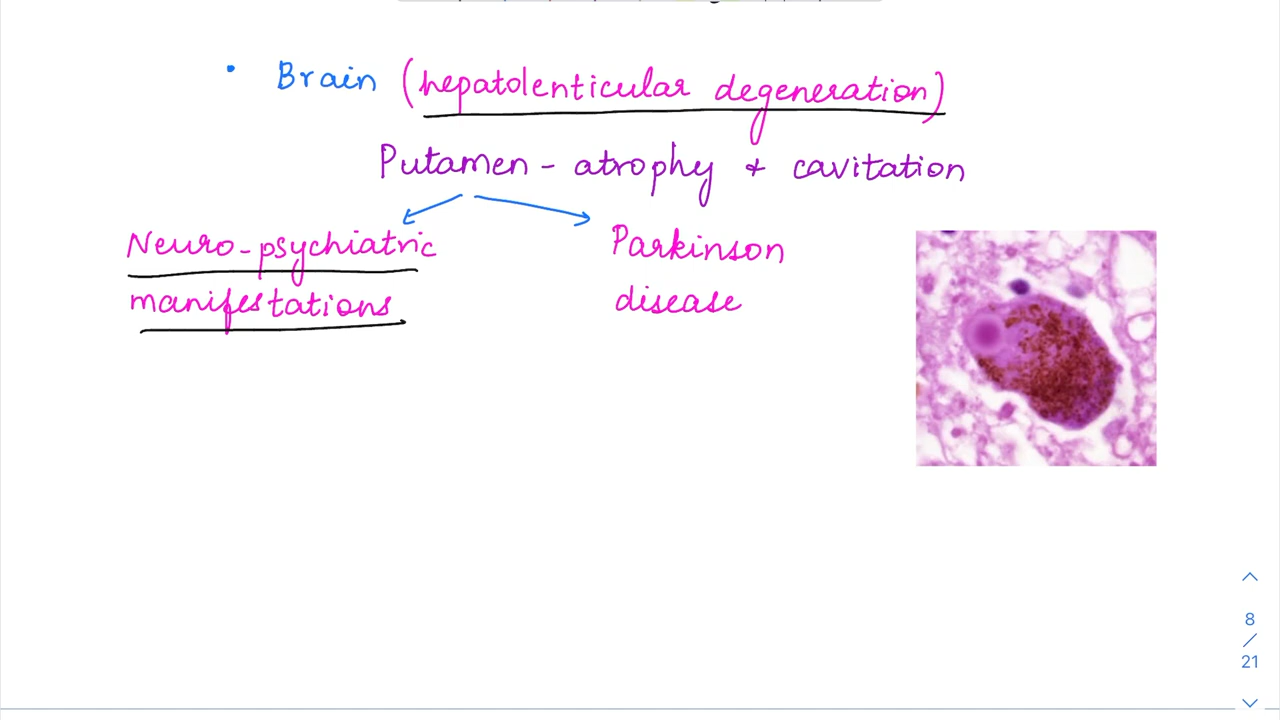 • Brain (hepatolenticular degeneration)
Putamen - atrophy & cavitation
Neuro-psychiatric
manifestations
Parkinson
disease
8
/
21